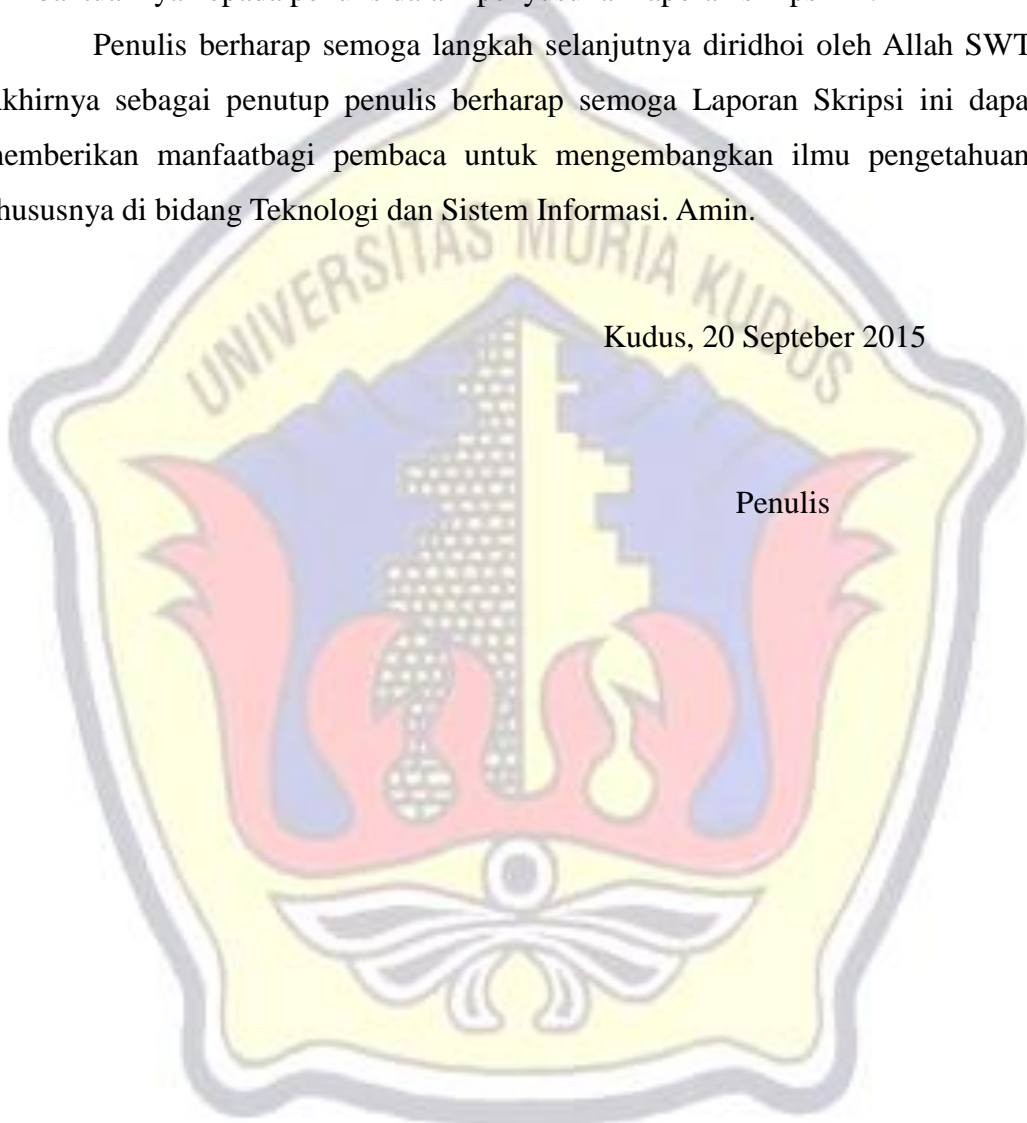 Penulis berharap semoga langkah selanjutnya diridhoi oleh Allah SWT
khirnya sebagai penutup penulis berharap semoga Laporan Skripsi ini dapa
memberikan manfaatbagi pembaca untuk mengembangkan ilmu pengetahuan
hususnya di bidang Teknologi dan Sistem Informasi. Amin.
UNIVERSITAS MURIA KUDUS
Kudus, 20 Septeber 2015
Penulis